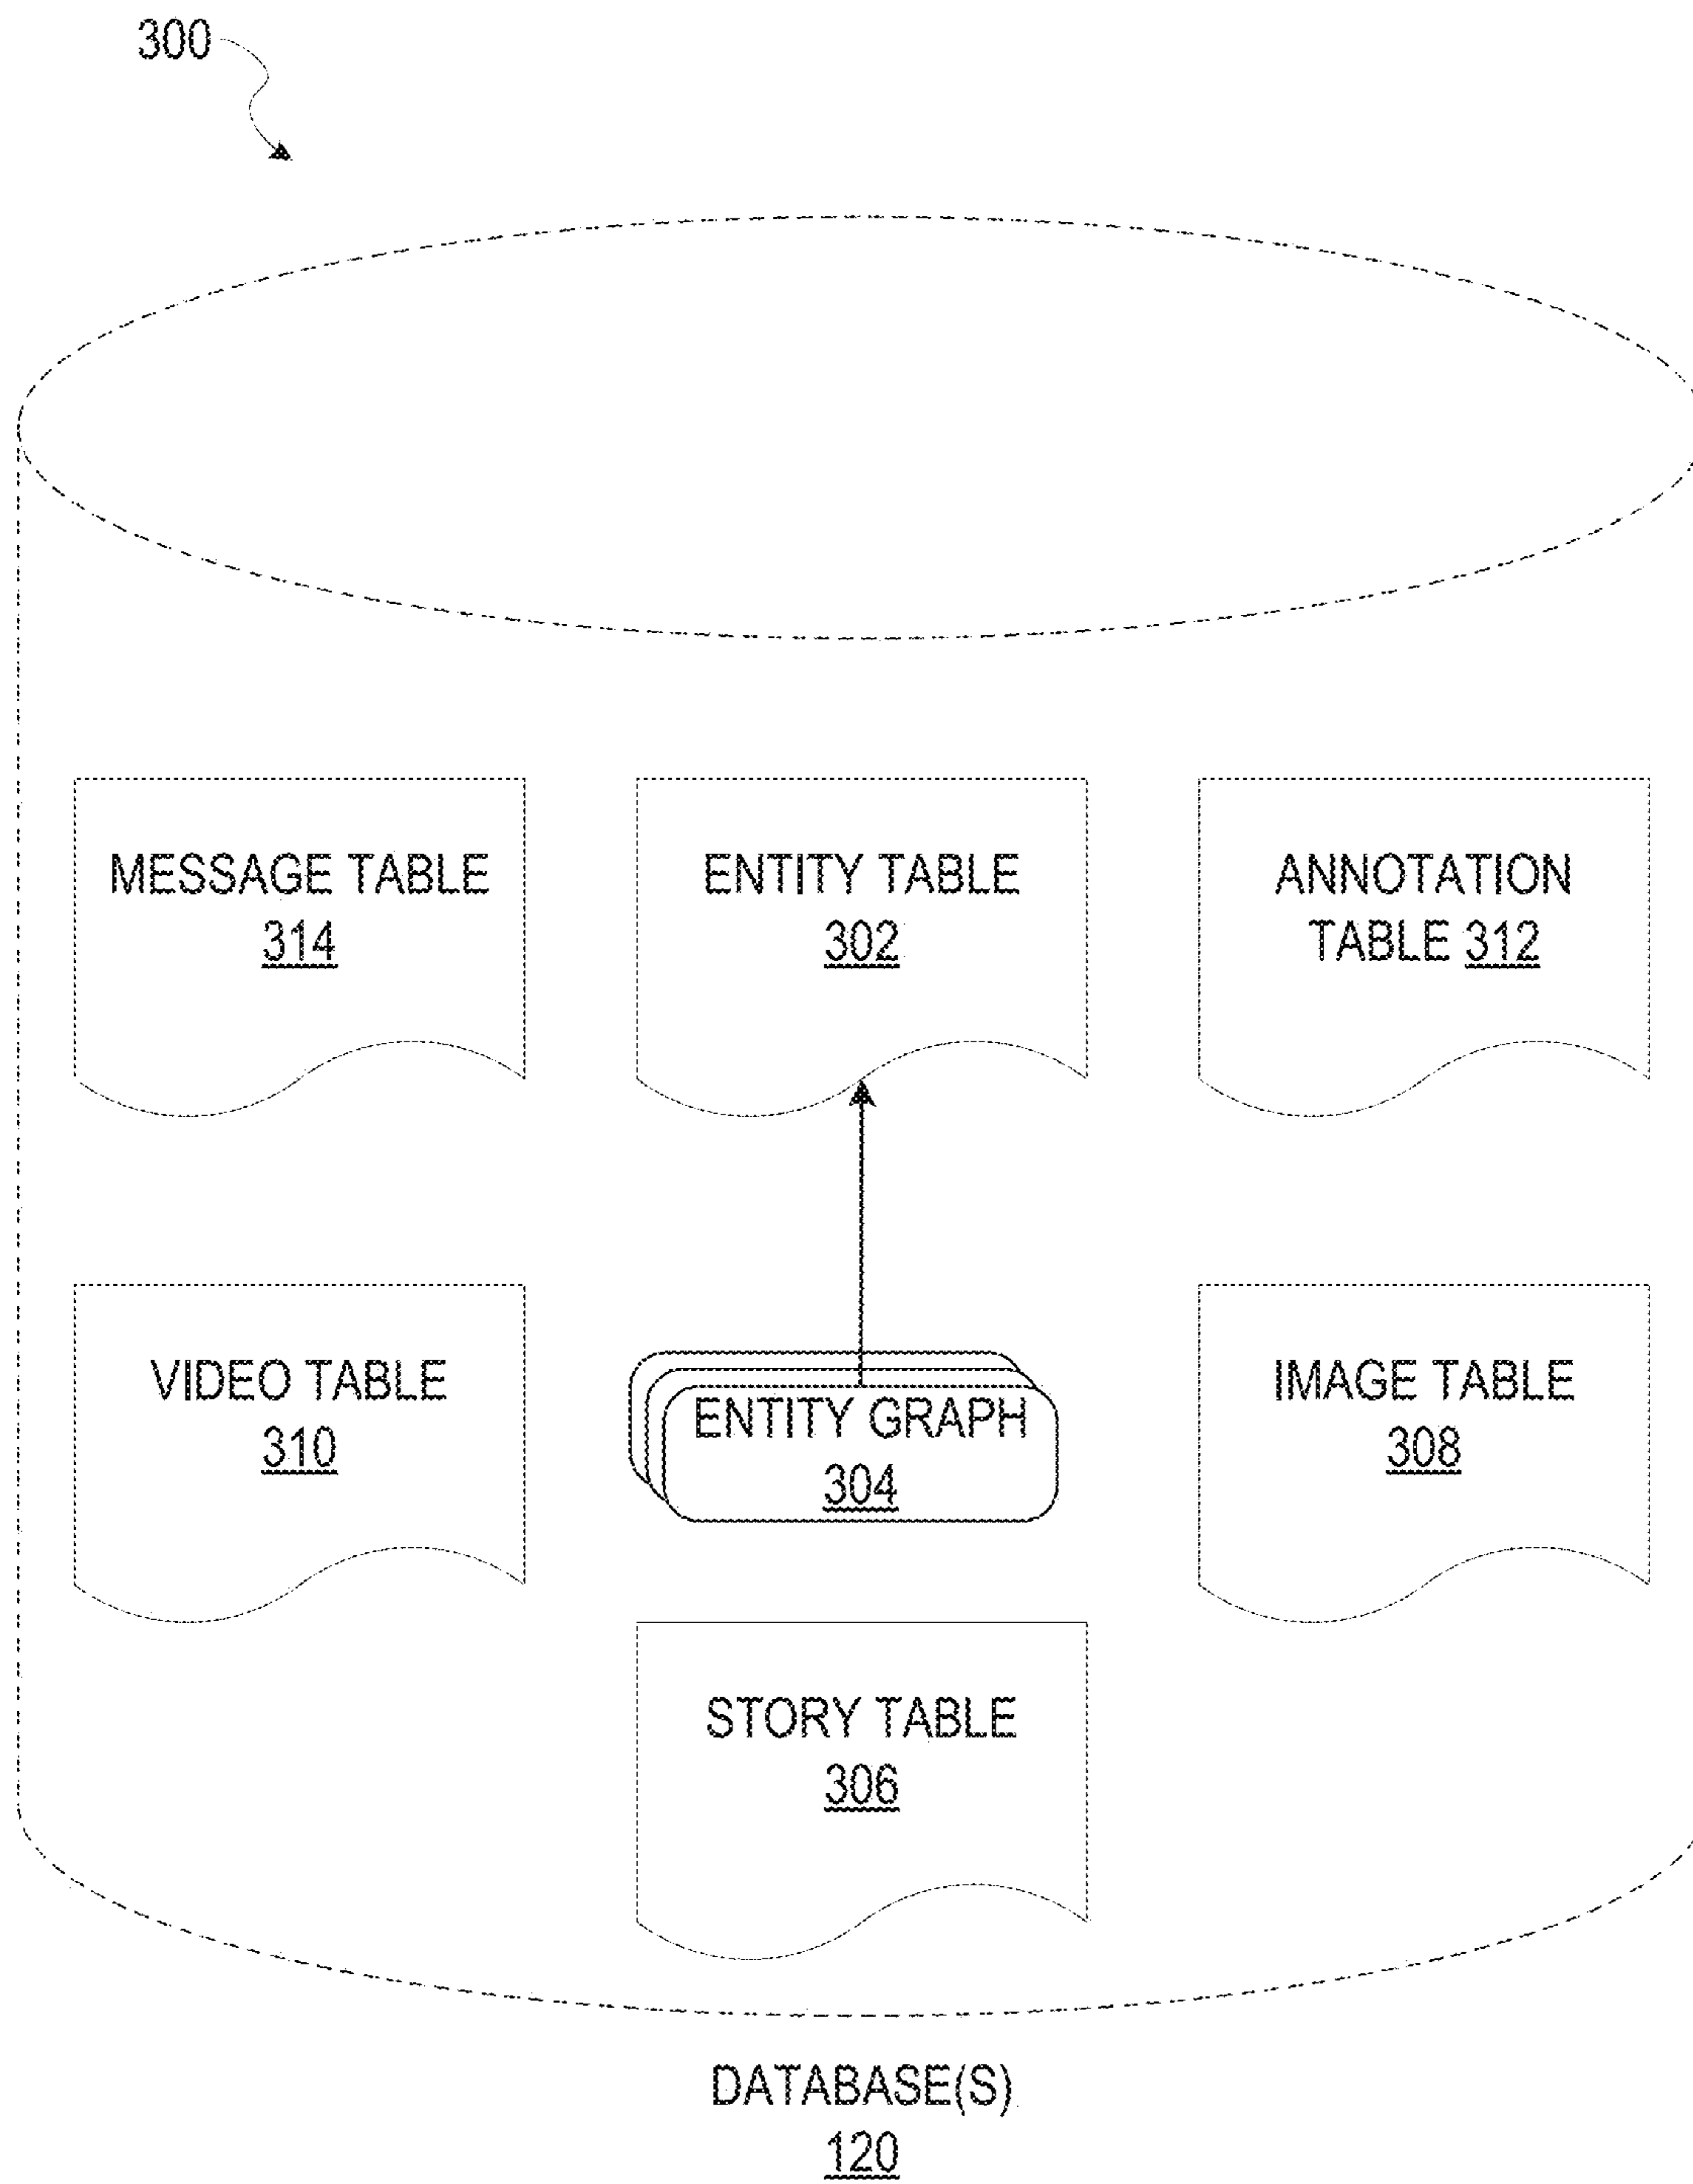 300
MESSAGE TABLE
314
ENTITY TABLE
302
ANNOTATION
TABLE 312
VIDEO TABLE
310
ENTITY GRAPH
304
IMAGE TABLE
308
STORY TABLE
306
DATABASE(S)
120